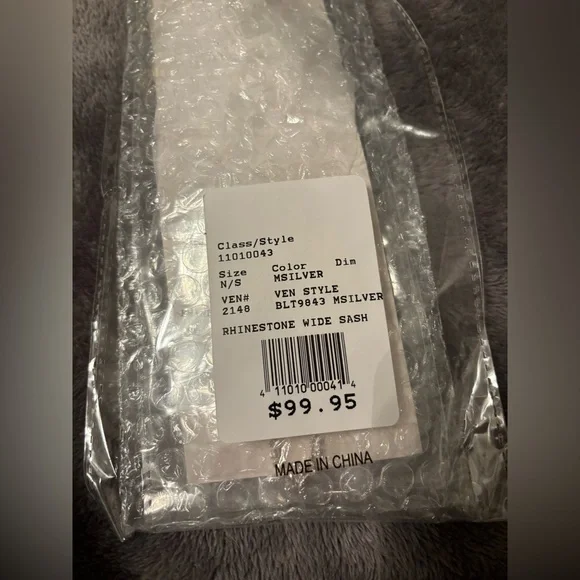 Class/Style
11010043
Size Color Dim
N/S MSILVER
VEN# VEN STYLE
2148 BLT9843 MSILVER
RHINESTONE WIDE SASH
4 11010 00041 4
$99.95
MADE IN CHINA